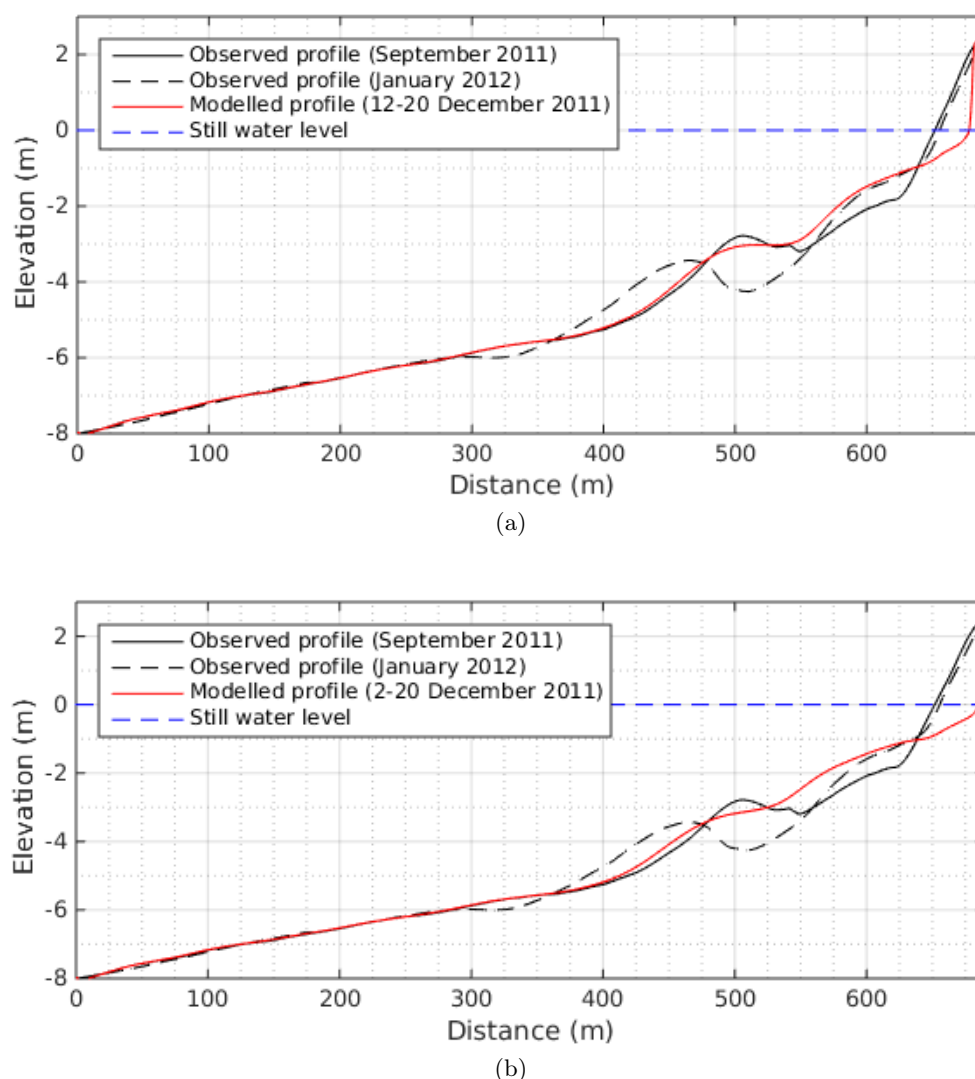 Observed profile (September 2011)
Observed profile (January 2012)
Modelled profile (12-20 December 2011)
Still water level
2
0
-2
-4
-6
-8
Elevation (m)
0 100 200 300 400 500 600
Distance (m)
(a)
Observed profile (September 2011)
Observed profile (January 2012)
Modelled profile (2-20 December 2011)
Still water level
2
0
-2
-4
-6
-8
Elevation (m)
0 100 200 300 400 500 600
Distance (m)
(b)